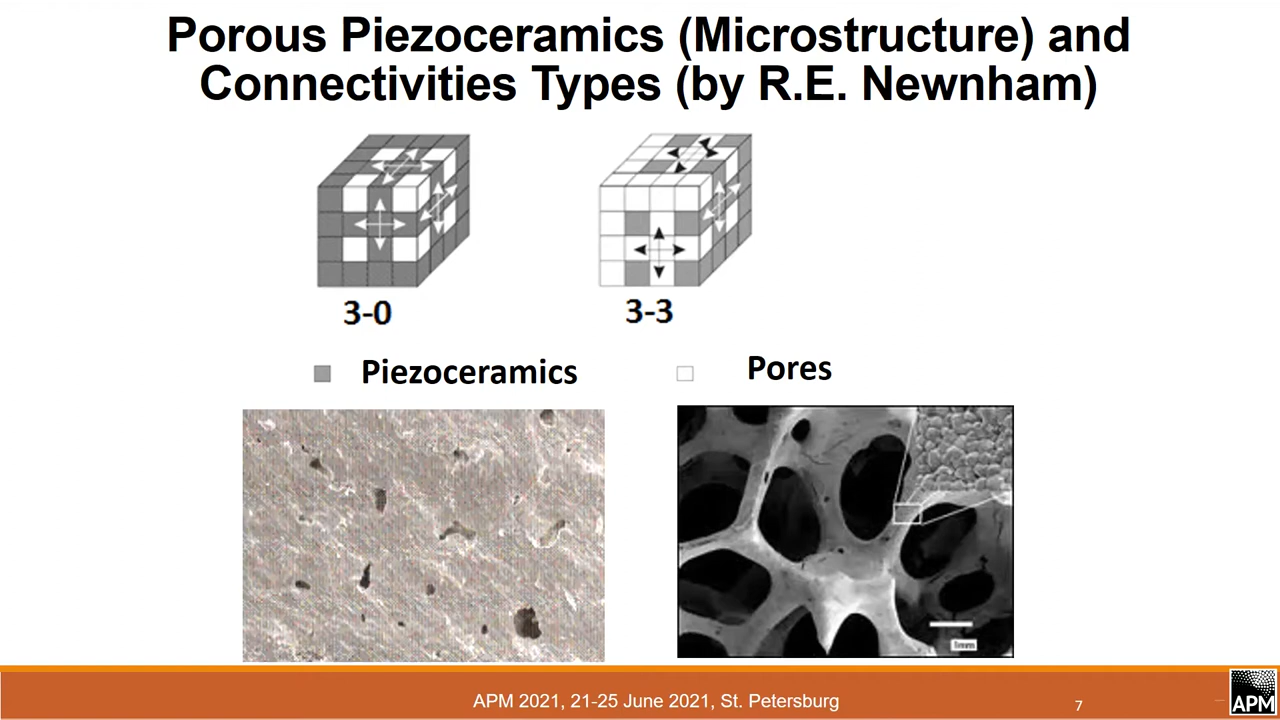 Porous Piezoceramics (Microstructure) and
Connectivities Types (by R.E. Newnham)
3-0
3-3
Piezoceramics
Pores
1mm
APM 2021, 21-25 June 2021, St. Petersburg
7
APM